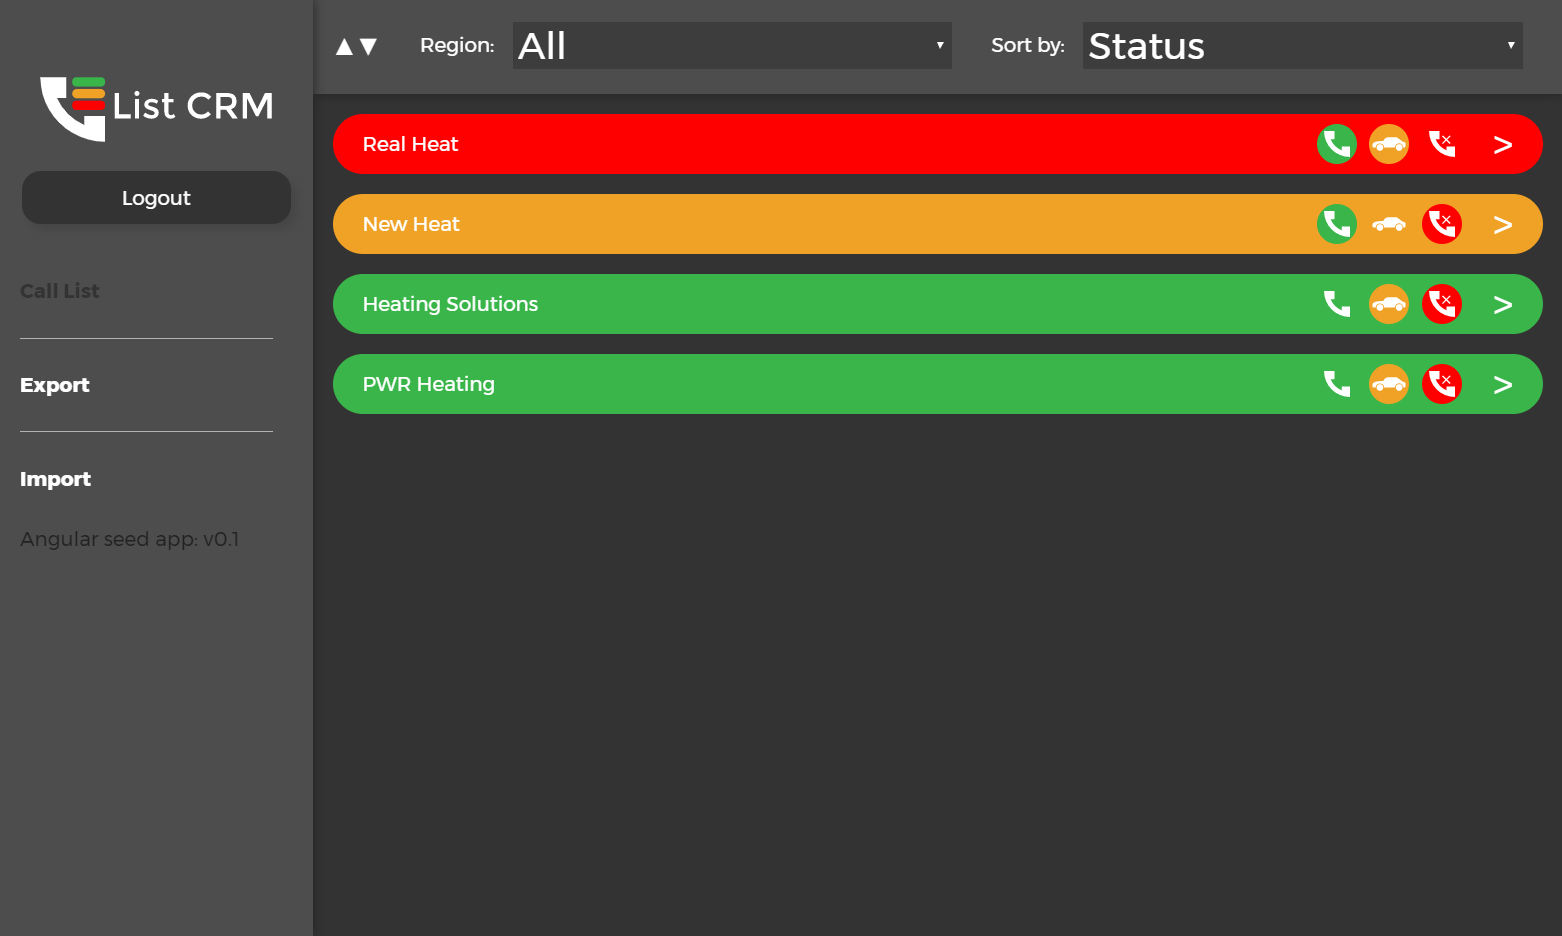 List CRM
Logout
Call List
Export
Import
Angular seed app: v0.1
▲▼ Region: All ▾ Sort by: Status ▾
Real Heat >
New Heat >
Heating Solutions >
PWR Heating >